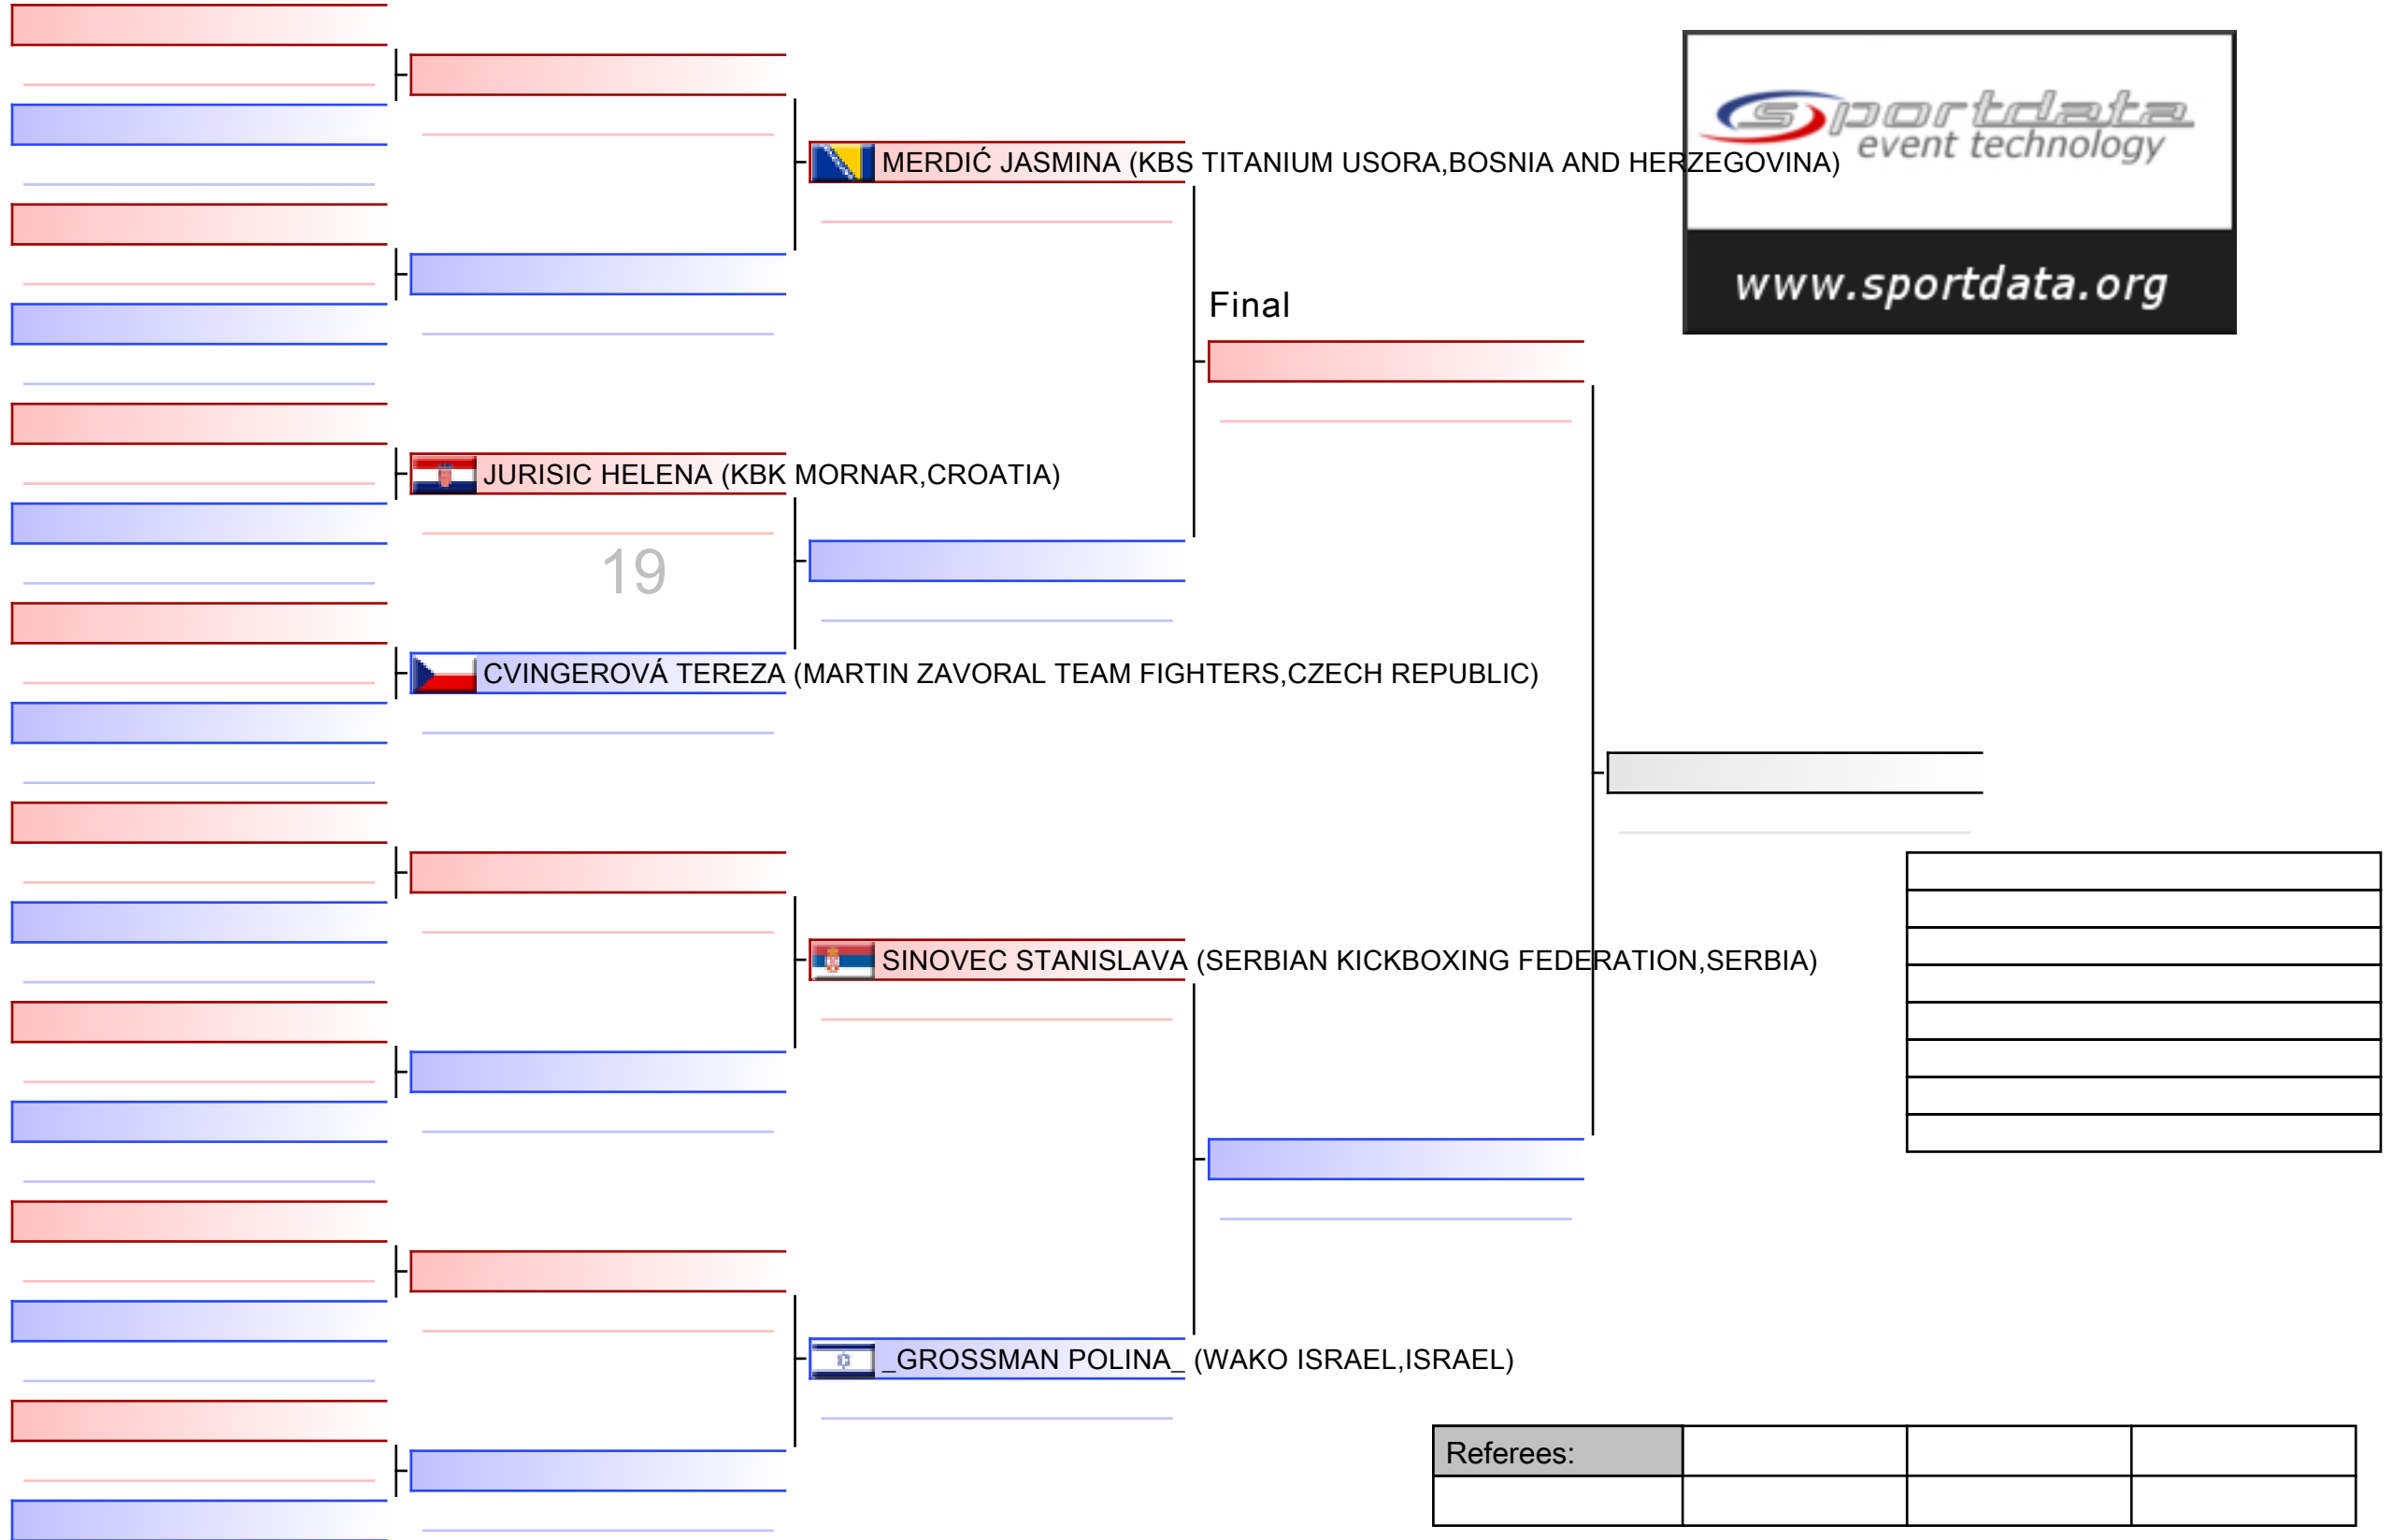 sportdata
event technology
MERDIĆ JASMINA (KBS TITANIUM USORA,BOSNIA AND HERZEGOVINA)
www.sportdata.org
Final
JURISIC HELENA (KBK MORNAR,CROATIA)
19
CVINGEROVÁ TEREZA (MARTIN ZAVORAL TEAM FIGHTERS,CZECH REPUBLIC)
SINOVEC STANISLAVA (SERBIAN KICKBOXING FEDERATION,SERBIA)
_GROSSMAN POLINA_ (WAKO ISRAEL,ISRAEL)
Referees: